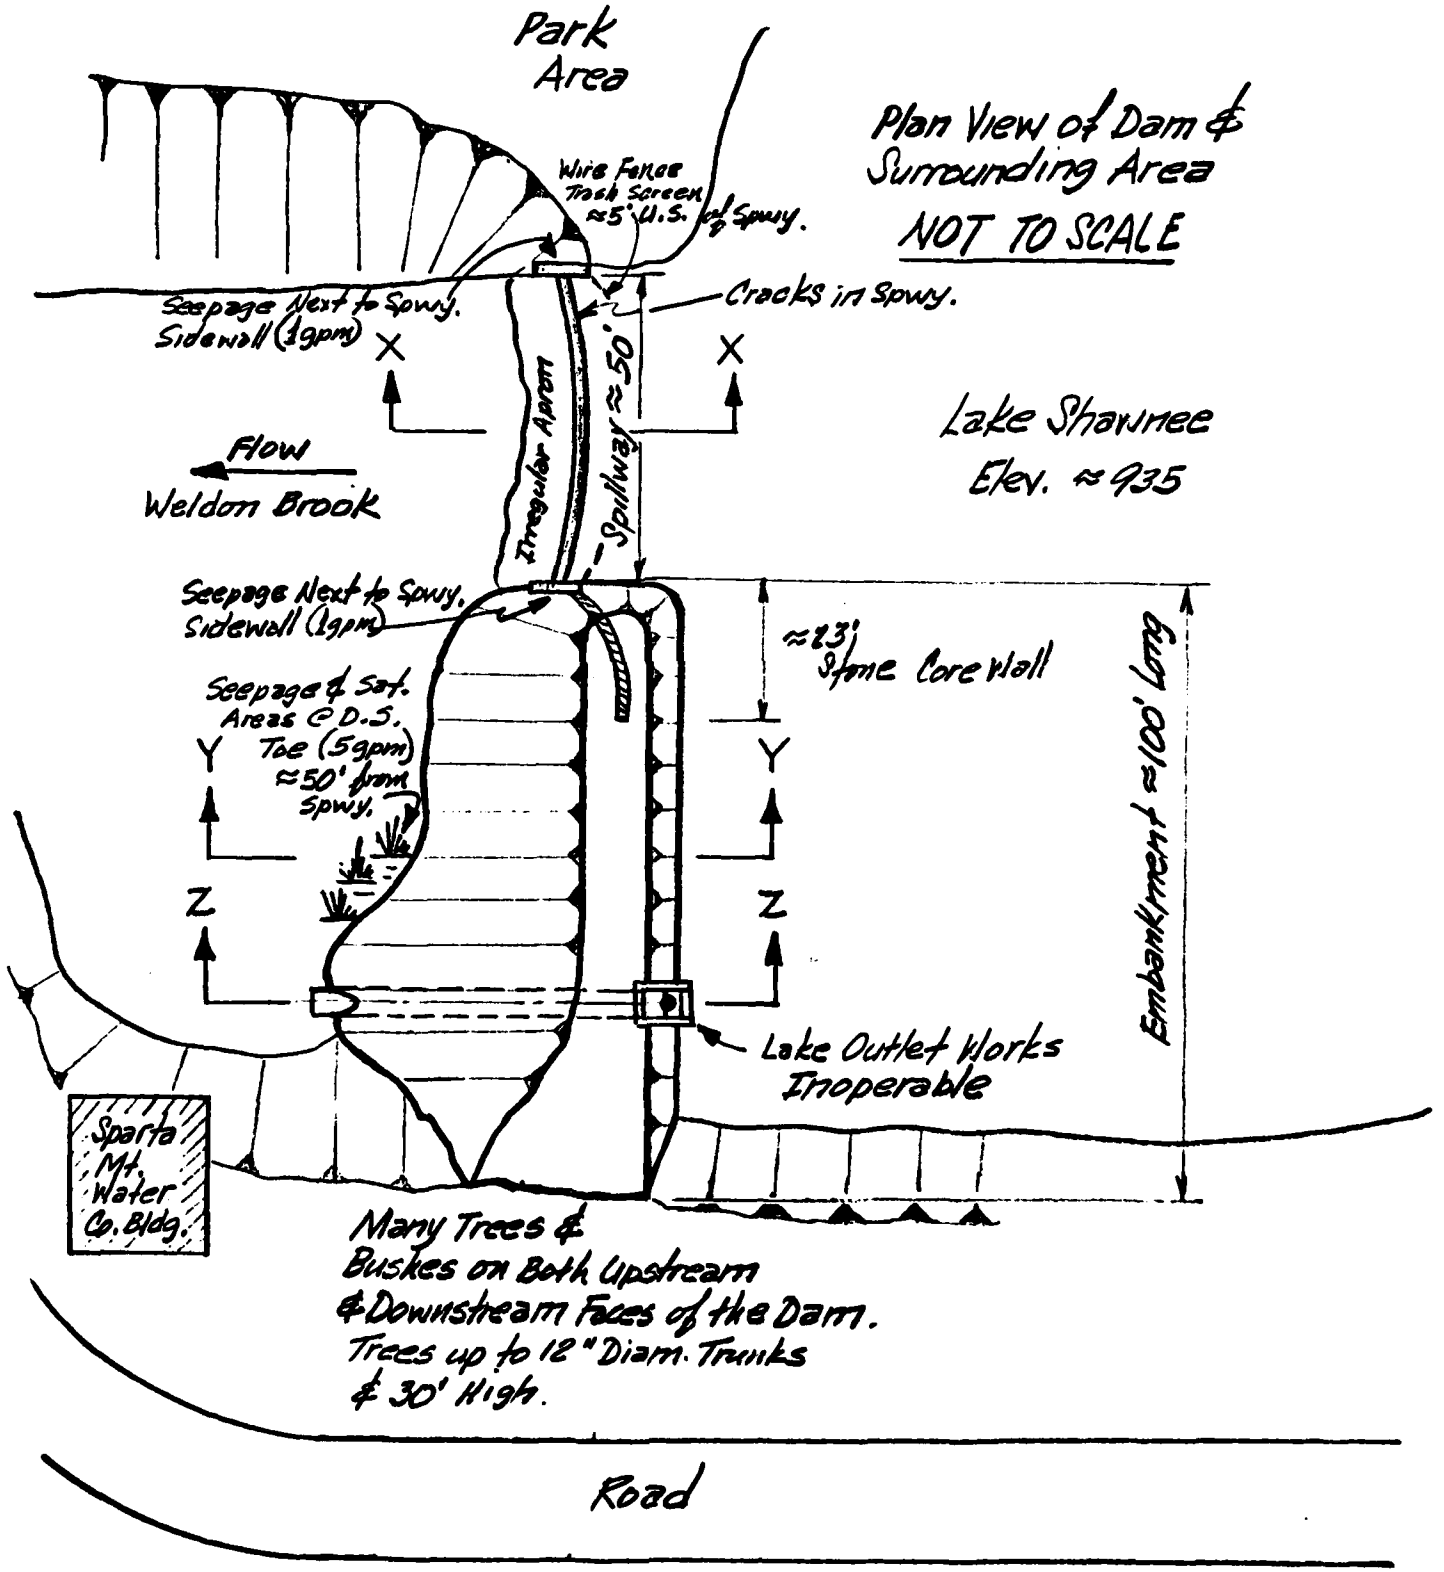 Park
Area
Plan View of Dam &
Surrounding Area
NOT TO SCALE
Wire Fence
Trash Screen
≈5' U.S. of Spwy.
Seepage Next to Spwy.
Sidewall (1gpm)
Cracks in Spwy.
X
X
Irregular Apron
Spillway ≈ 50'
Lake Shawnee
Elev. ≈ 935
Flow
Weldon Brook
Seepage Next to Spwy.
Sidewall (1gpm)
≈23'
Stone Core Wall
Embankment ≈100' Long
Seepage & Sat.
Areas @ D.S.
Toe (5gpm)
≈50' from
Spwy.
Y
Y
Z
Z
Lake Outlet Works
Inoperable
Sparta
Mt.
Water
Co. Bldg.
Many Trees &
Bushes on Both Upstream
& Downstream Faces of the Dam.
Trees up to 12" Diam. Trunks
& 30' High.
Road